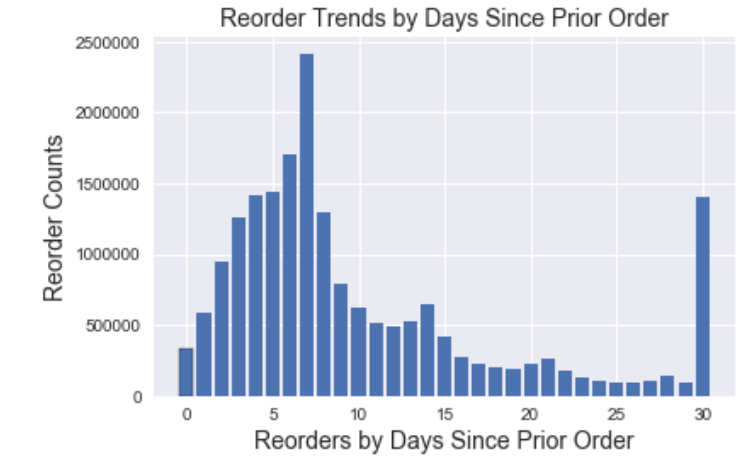 Reorder Trends by Days Since Prior Order
2500000
2000000
1500000
1000000
500000
0
Reorder Counts
0 5 10 15 20 25 30
Reorders by Days Since Prior Order